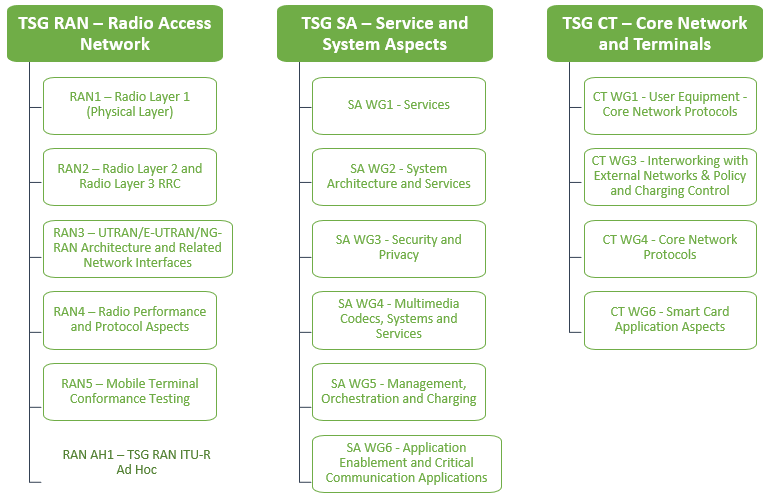 TSG RAN – Radio Access
Network
RAN1 – Radio Layer 1
(Physical Layer)
RAN2 – Radio Layer 2 and
Radio Layer 3 RRC
RAN3 – UTRAN/E-UTRAN/NG-
RAN Architecture and Related
Network Interfaces
RAN4 – Radio Performance
and Protocol Aspects
RAN5 – Mobile Terminal
Conformance Testing
RAN AH1 – TSG RAN ITU-R
Ad Hoc
TSG SA – Service and
System Aspects
SA WG1 - Services
SA WG2 - System
Architecture and Services
SA WG3 - Security and
Privacy
SA WG4 - Multimedia
Codecs, Systems and
Services
SA WG5 - Management,
Orchestration and Charging
SA WG6 - Application
Enablement and Critical
Communication Applications
TSG CT – Core Network
and Terminals
CT WG1 - User Equipment -
Core Network Protocols
CT WG3 - Interworking with
External Networks & Policy
and Charging Control
CT WG4 - Core Network
Protocols
CT WG6 - Smart Card
Application Aspects